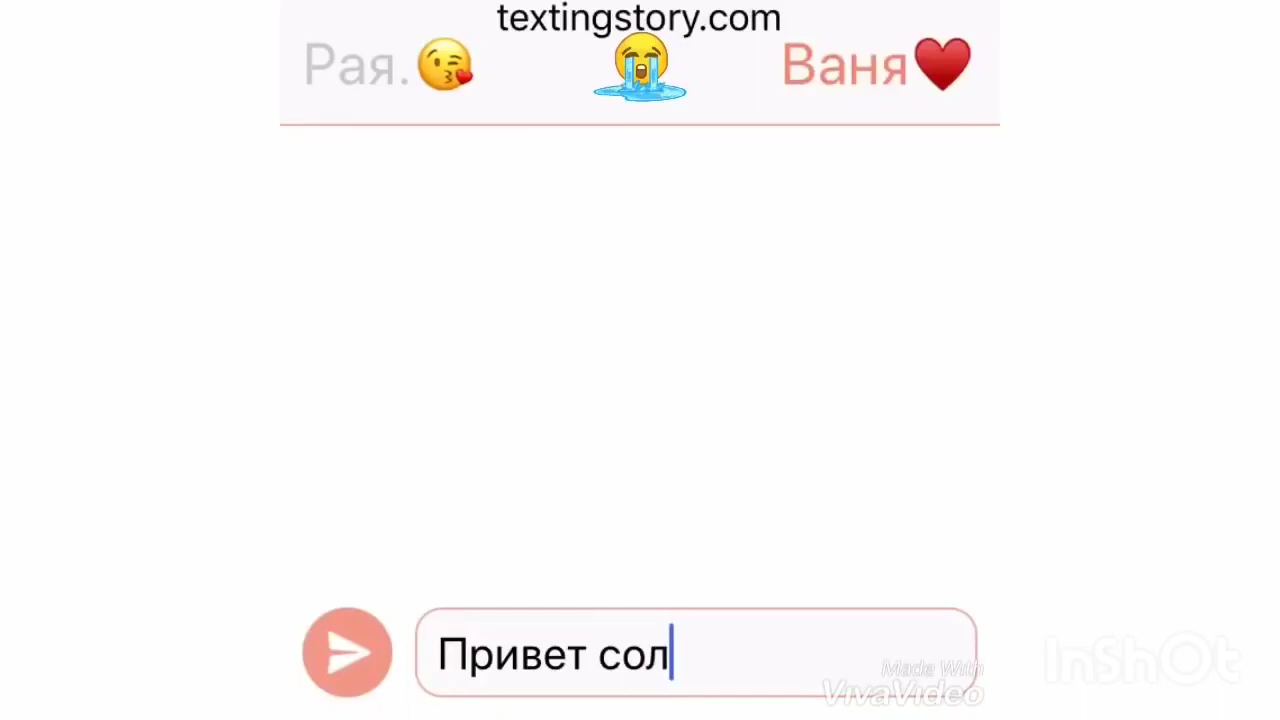 textingstory.com
Рая.😘 😭 Ваня♥️
Привет сол
Made With
VivaVideo
InShOt